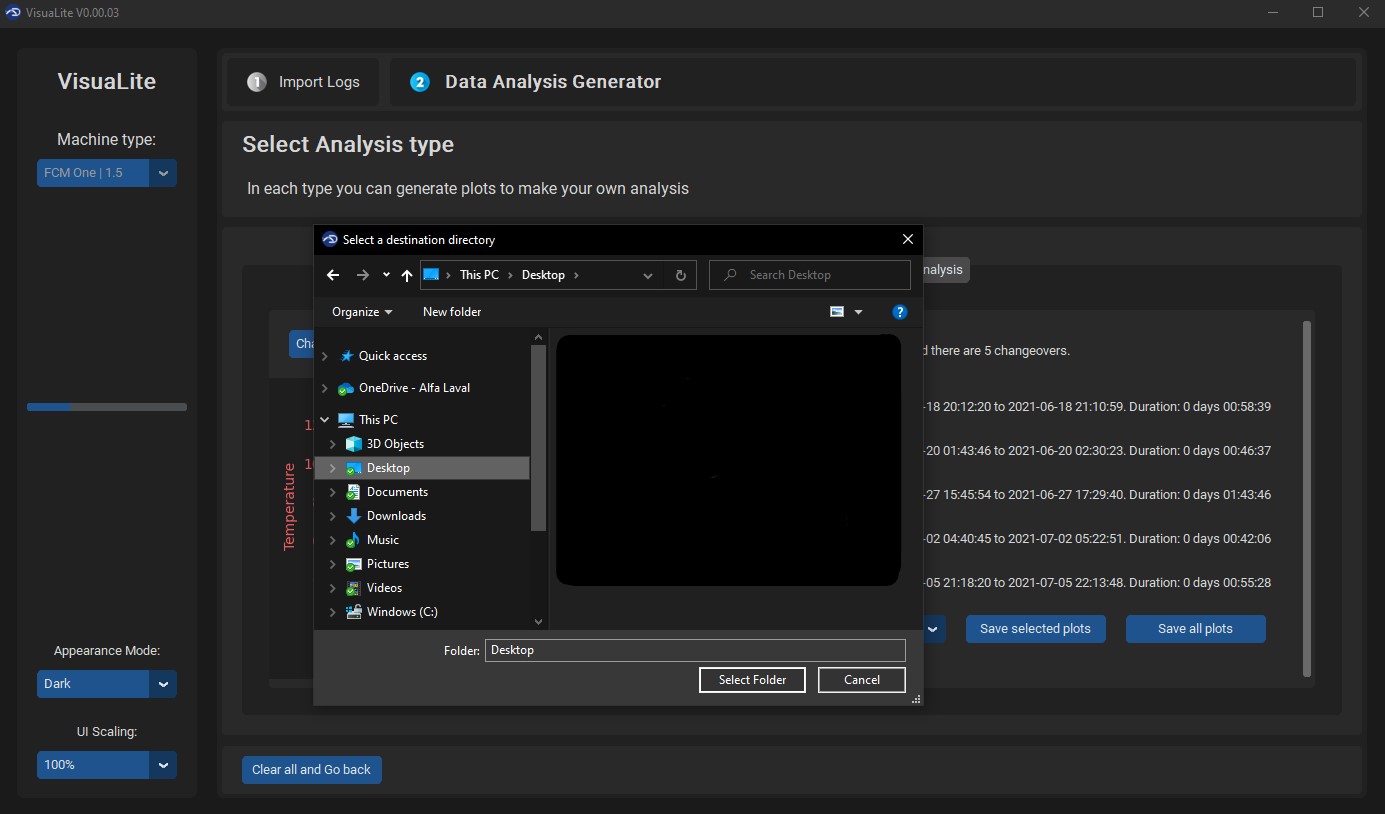 VisuaLite V0.00.03
VisuaLite
Machine type:
FCM One | 1.5
Appearance Mode:
Dark
UI Scaling:
100%
1 Import Logs
2 Data Analysis Generator
Select Analysis type
In each type you can generate plots to make your own analysis
Select a destination directory
This PC > Desktop >
Search Desktop
Organize
New folder
?
Quick access
OneDrive - Alfa Laval
This PC
3D Objects
Desktop
Documents
Downloads
Music
Pictures
Videos
Windows (C:)
Folder: Desktop
Select Folder
Cancel
Temperature
nalysis
d there are 5 changeovers.
-18 20:12:20 to 2021-06-18 21:10:59. Duration: 0 days 00:58:39
-20 01:43:46 to 2021-06-20 02:30:23. Duration: 0 days 00:46:37
-27 15:45:54 to 2021-06-27 17:29:40. Duration: 0 days 01:43:46
-02 04:40:45 to 2021-07-02 05:22:51. Duration: 0 days 00:42:06
-05 21:18:20 to 2021-07-05 22:13:48. Duration: 0 days 00:55:28
Save selected plots
Save all plots
Clear all and Go back